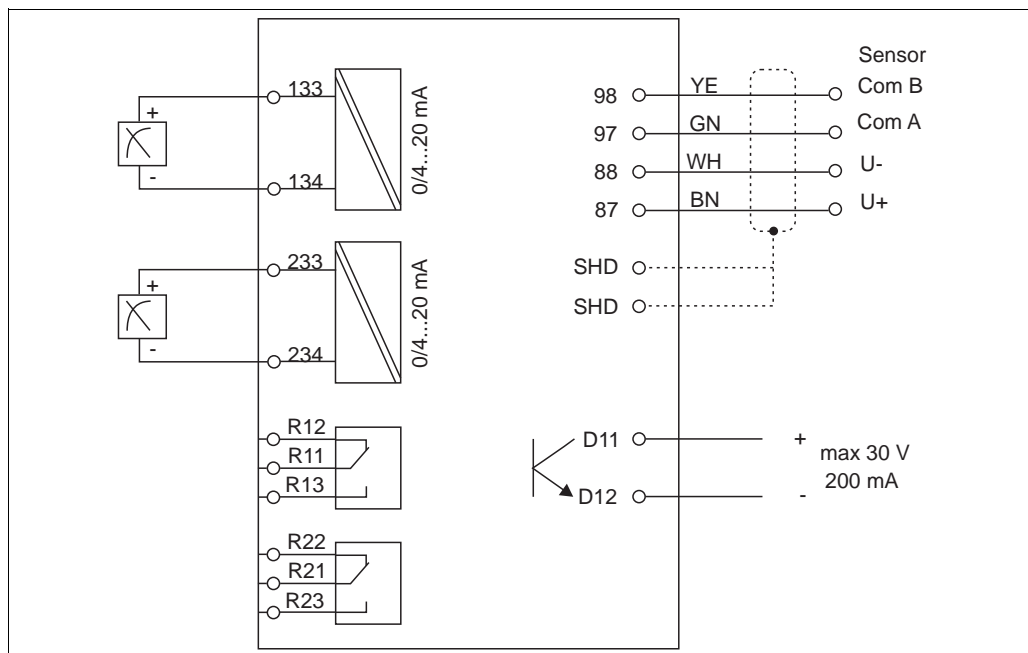 133
+
-
134
0/4...20 mA
233
+
-
234
0/4...20 mA
R12
R11
R13
R22
R21
R23
Sensor
98 YE Com B
97 GN Com A
88 WH U-
87 BN U+
SHD
SHD
D11 +
max 30 V
200 mA
D12 -